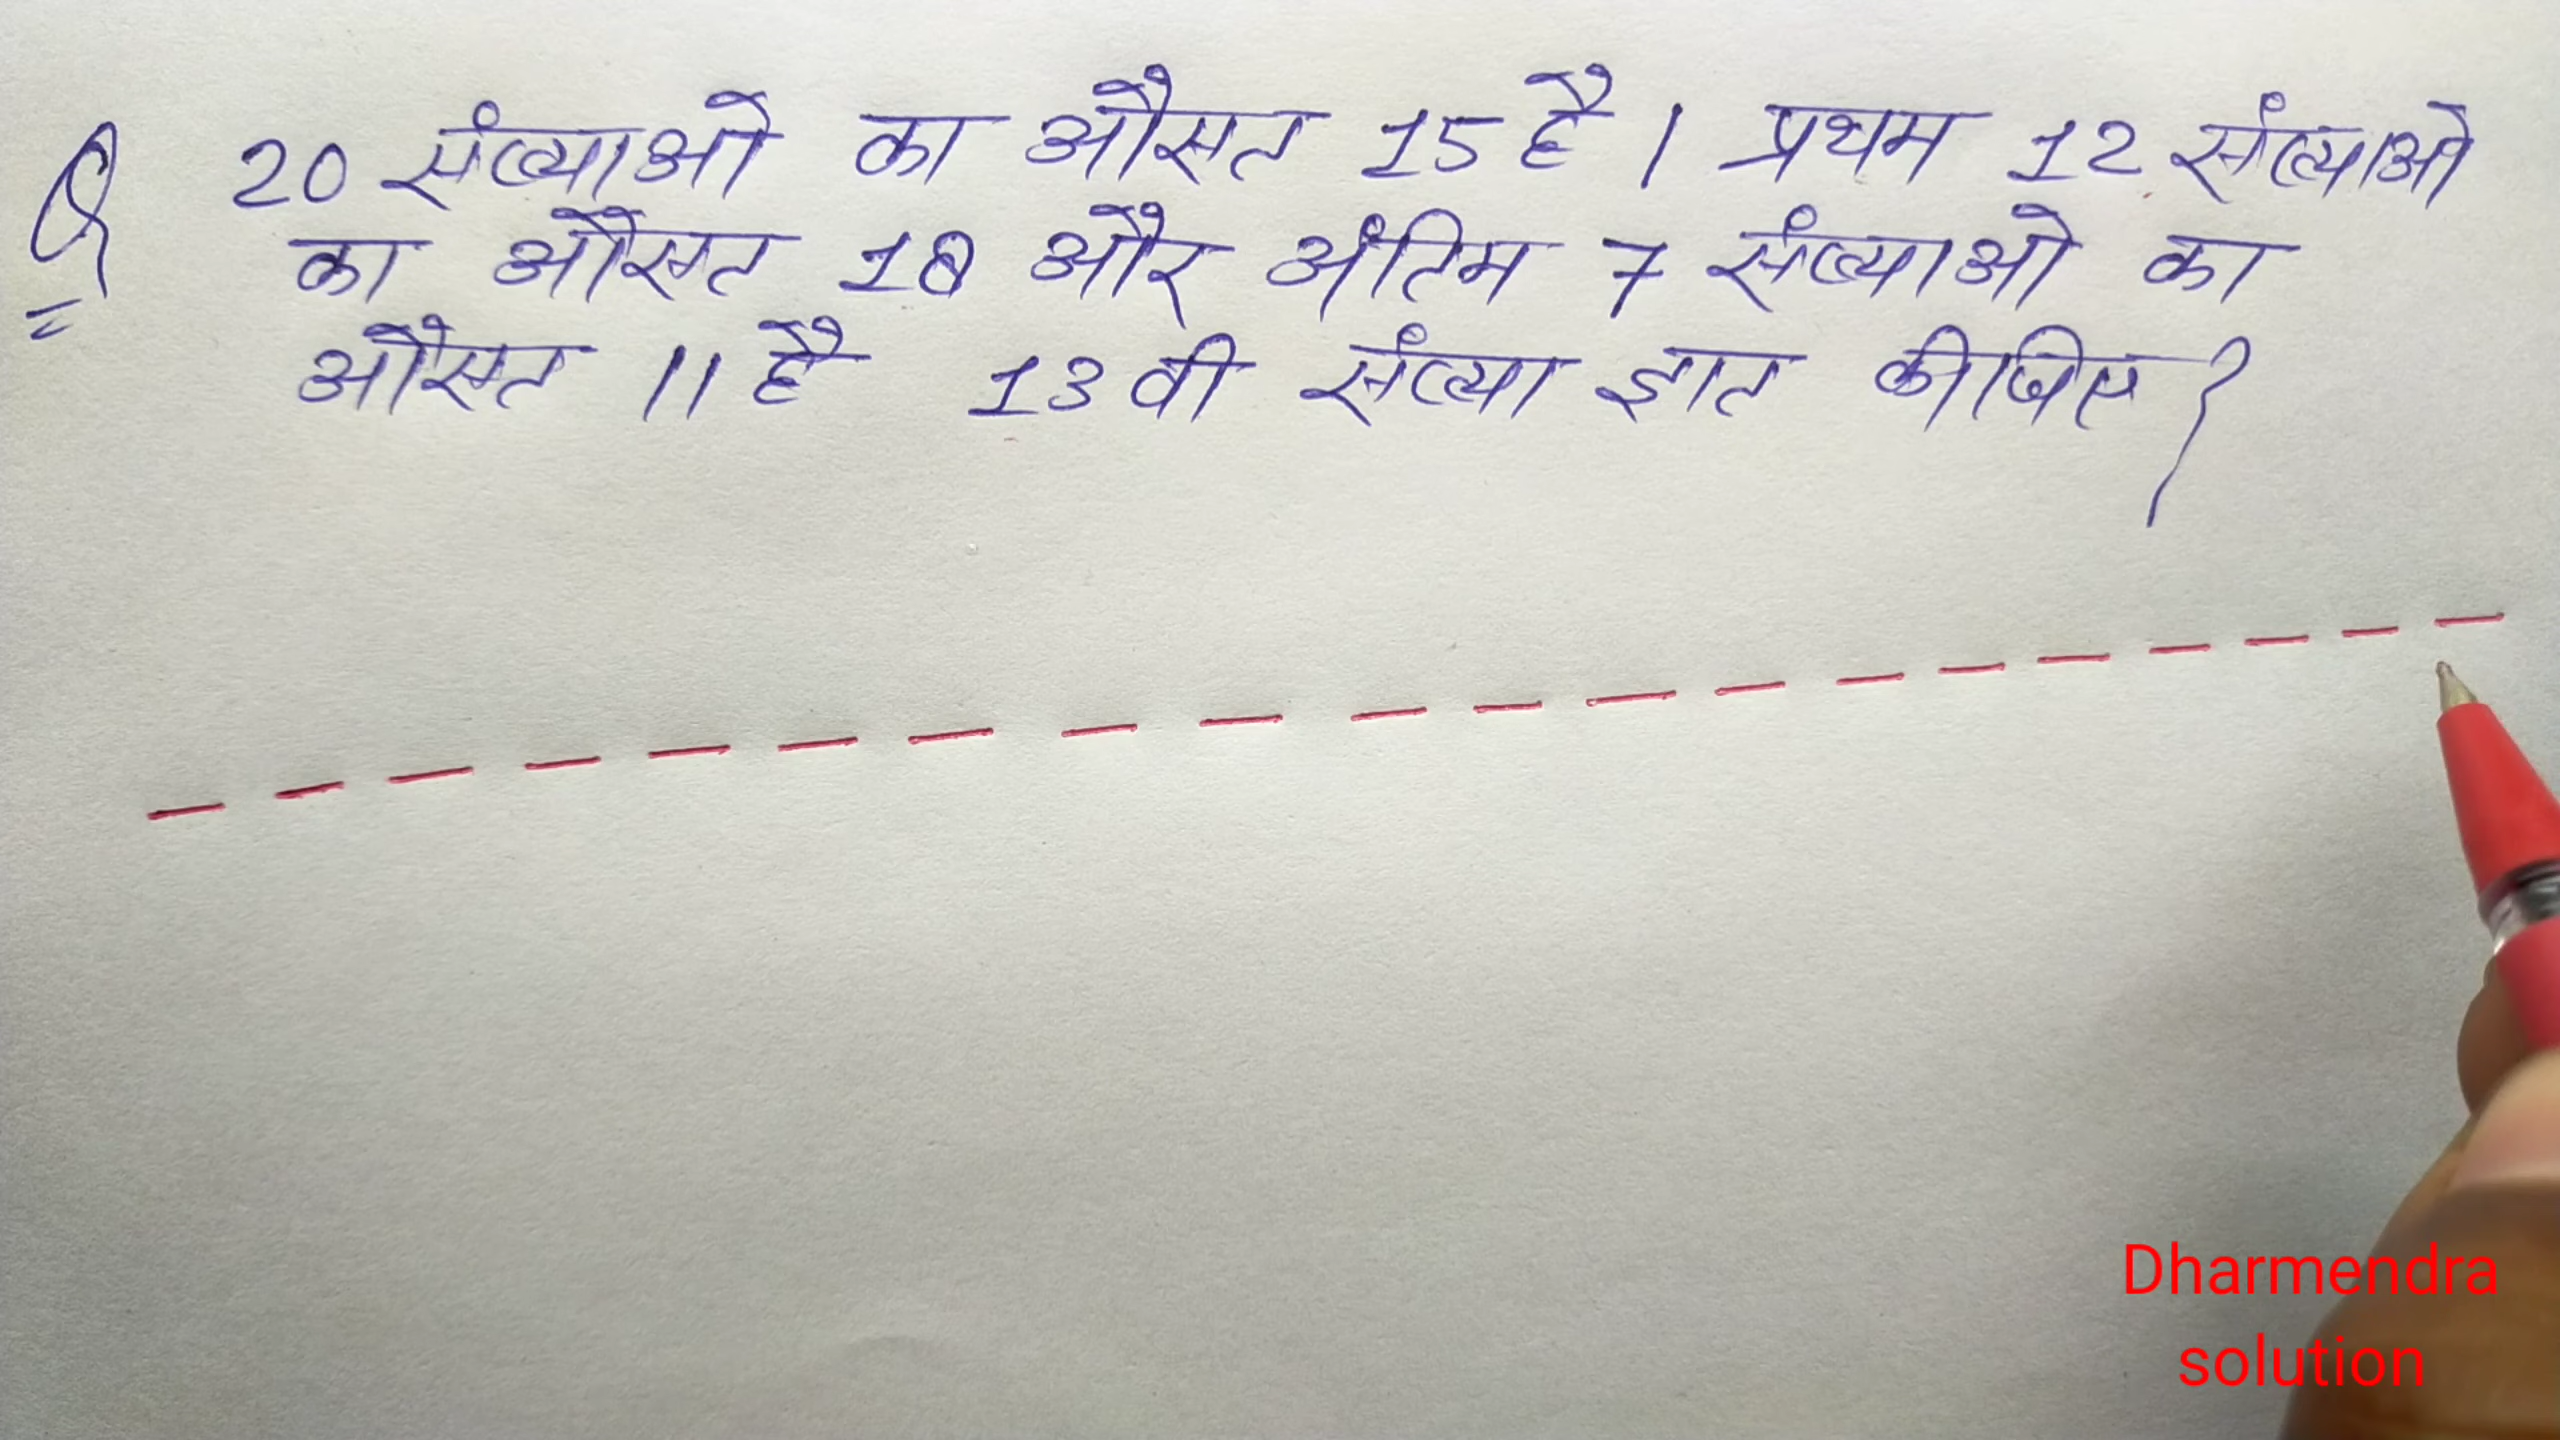 Q 20 संख्याओ का औसत 15 है । प्रथम 12 संख्याओ
का औसत 18 और अंतिम 7 संख्याओ का
औसत 11 है 13 वी संख्या ज्ञात कीजिए ?
Dharmendra
solution